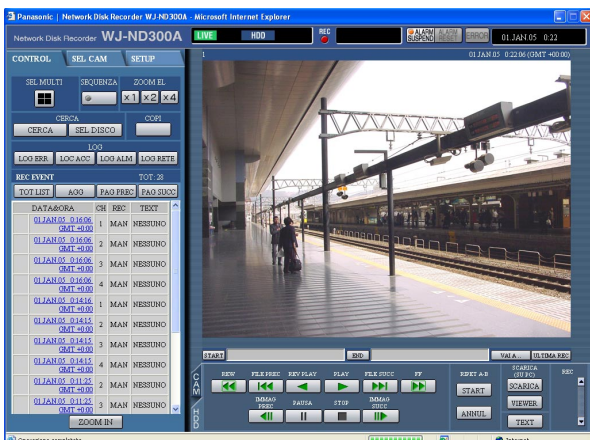 Panasonic | Network Disk Recorder WJ-ND300A - Microsoft Internet Explorer
Network Disk Recorder WJ-ND300A
LIVE HDD REC ALARM SUSPEND ALARM RESET ERROR 01.JAN.05 0:22
CONTROL SEL CAM SETUP
1 01.JAN.05 0:22:06 (GMT +00:00)
SEL MULTI SEQUENZA ZOOM EL
x1 x2 x4
CERCA COPI
CERCA SEL DISCO
LOG
LOG ERR LOG ACC LOG ALM LOG RETE
REC EVENT TOT: 28
TOT LIST AGG PAG PREC PAG SUCC
DATA&ORA CH REC TEXT
01.JAN.05 0:16:06 GMT +0:00 1 MAN NESSUNO
01.JAN.05 0:16:06 GMT +0:00 2 MAN NESSUNO
01.JAN.05 0:16:06 GMT +0:00 3 MAN NESSUNO
01.JAN.05 0:16:06 GMT +0:00 4 MAN NESSUNO
01.JAN.05 0:14:16 GMT +0:00 1 MAN NESSUNO
01.JAN.05 0:14:15 GMT +0:00 2 MAN NESSUNO
01.JAN.05 0:14:15 GMT +0:00 3 MAN NESSUNO
01.JAN.05 0:14:15 GMT +0:00 4 MAN NESSUNO
01.JAN.05 0:11:25 GMT +0:00 2 MAN NESSUNO
01.JAN.05 0:11:25 GMT +0:00 3 MAN NESSUNO
ZOOM IN
START END VAI A... ULTIMA REC
CAM
HDD
REW FILE PREC REV PLAY PLAY FILE SUCC FF
IMMAG PREC PAUSA STOP IMMAG SUCC
RIPET A-B
START
ANNUL
SCARICA (SU PC)
SCARICA
VIEWER
TEXT
REC
Operazione completata
Internet